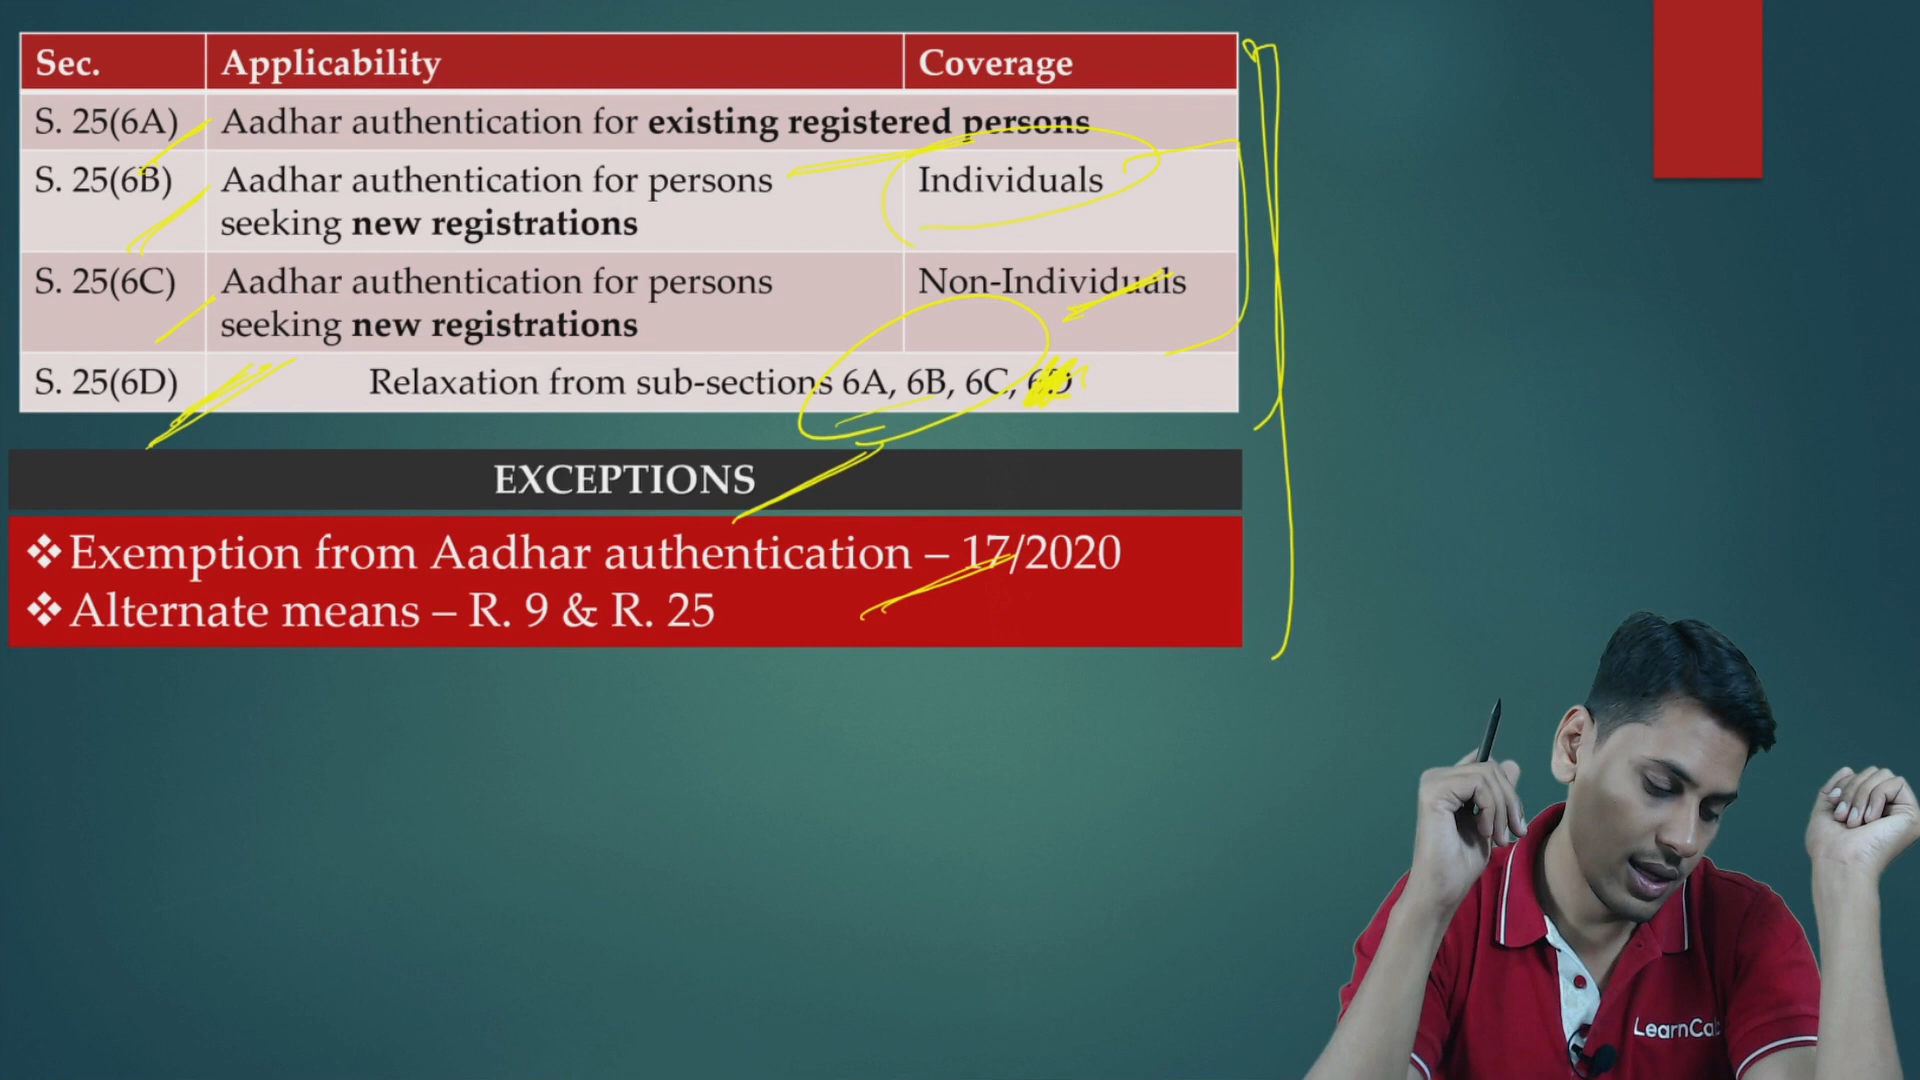 Sec. Applicability Coverage
S. 25(6A) Aadhar authentication for existing registered persons
S. 25(6B) Aadhar authentication for persons Individuals
seeking new registrations
S. 25(6C) Aadhar authentication for persons Non-Individuals
seeking new registrations
S. 25(6D) Relaxation from sub-sections 6A, 6B, 6C, 6D
EXCEPTIONS
❖ Exemption from Aadhar authentication – 17/2020
❖ Alternate means – R. 9 & R. 25